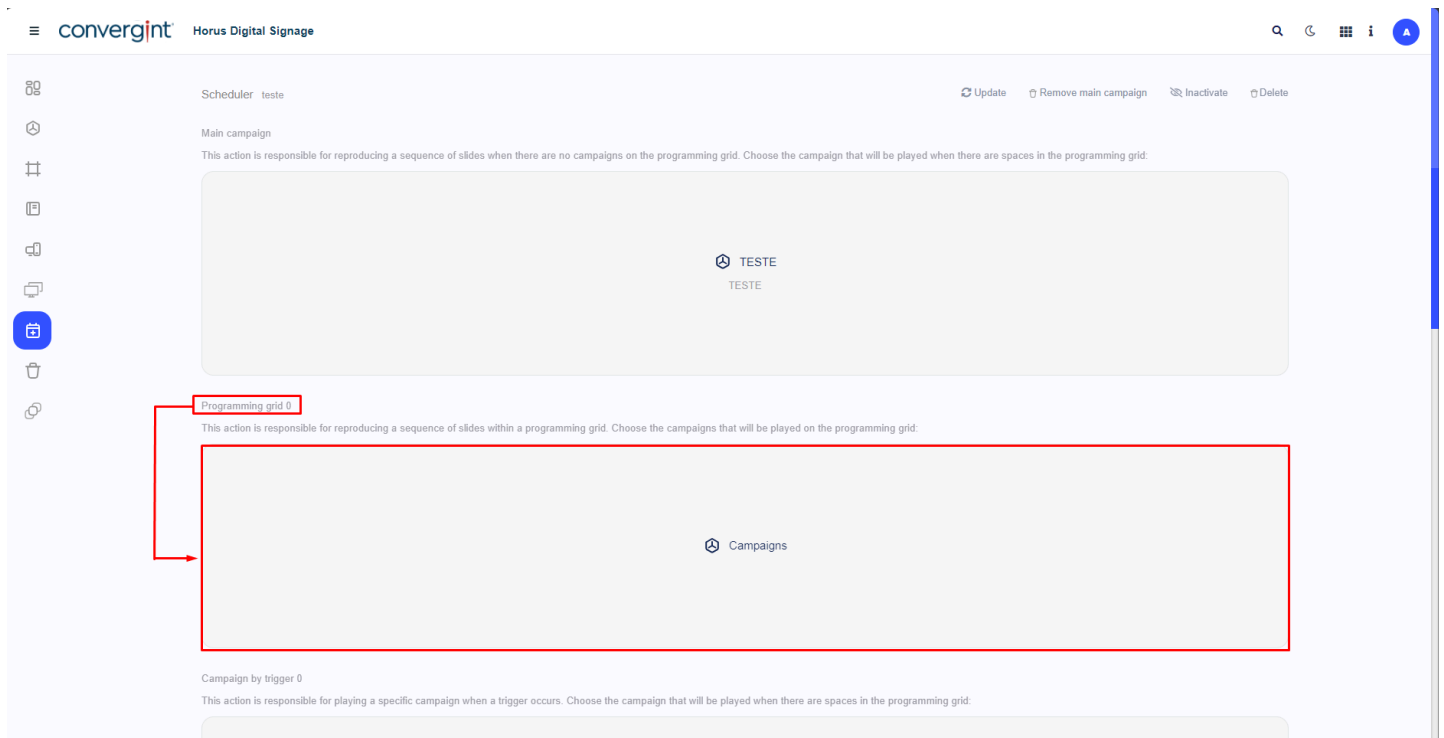 convergint
Horus Digital Signage
i
A
Scheduler teste
Update
Remove main campaign
Inactivate
Delete
Main campaign
This action is responsible for reproducing a sequence of slides when there are no campaigns on the programming grid. Choose the campaign that will be played when there are spaces in the programming grid:
TESTE
TESTE
Programming grid 0
This action is responsible for reproducing a sequence of slides within a programming grid. Choose the campaigns that will be played on the programming grid:
Campaigns
Campaign by trigger 0
This action is responsible for playing a specific campaign when a trigger occurs. Choose the campaign that will be played when there are spaces in the programming grid: